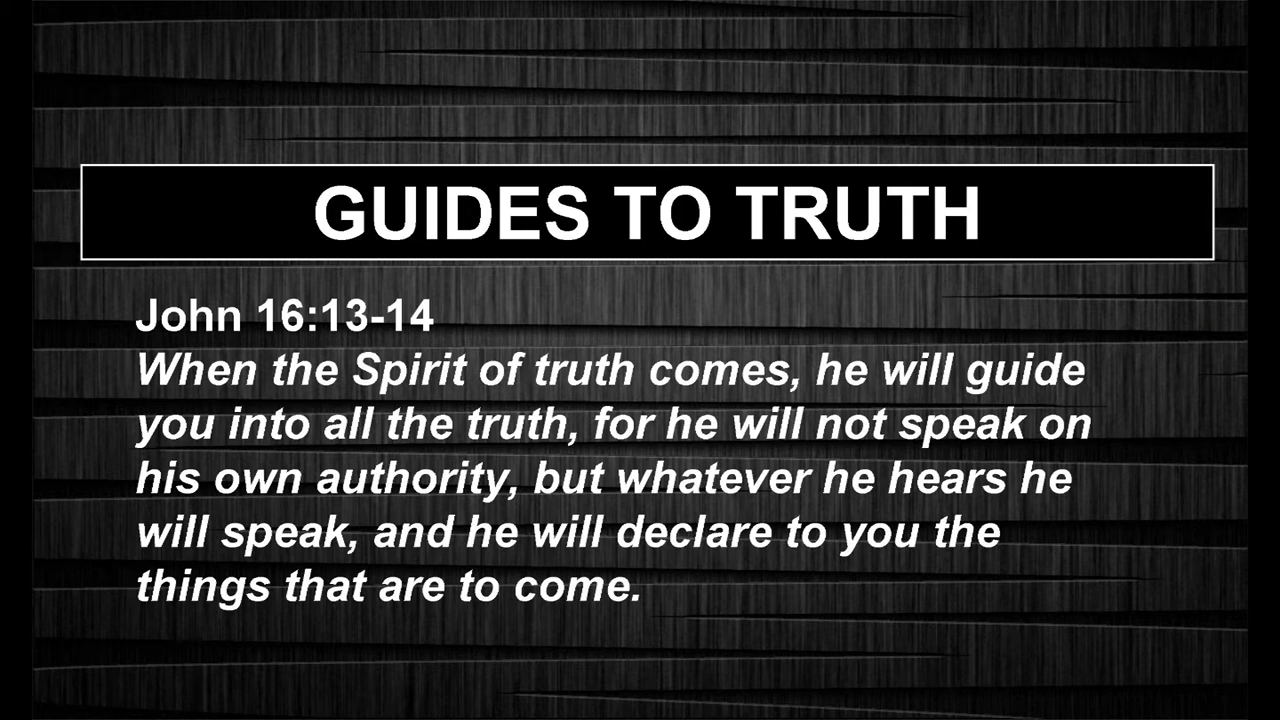 GUIDES TO TRUTH
John 16:13-14
When the Spirit of truth comes, he will guide
you into all the truth, for he will not speak on
his own authority, but whatever he hears he
will speak, and he will declare to you the
things that are to come.